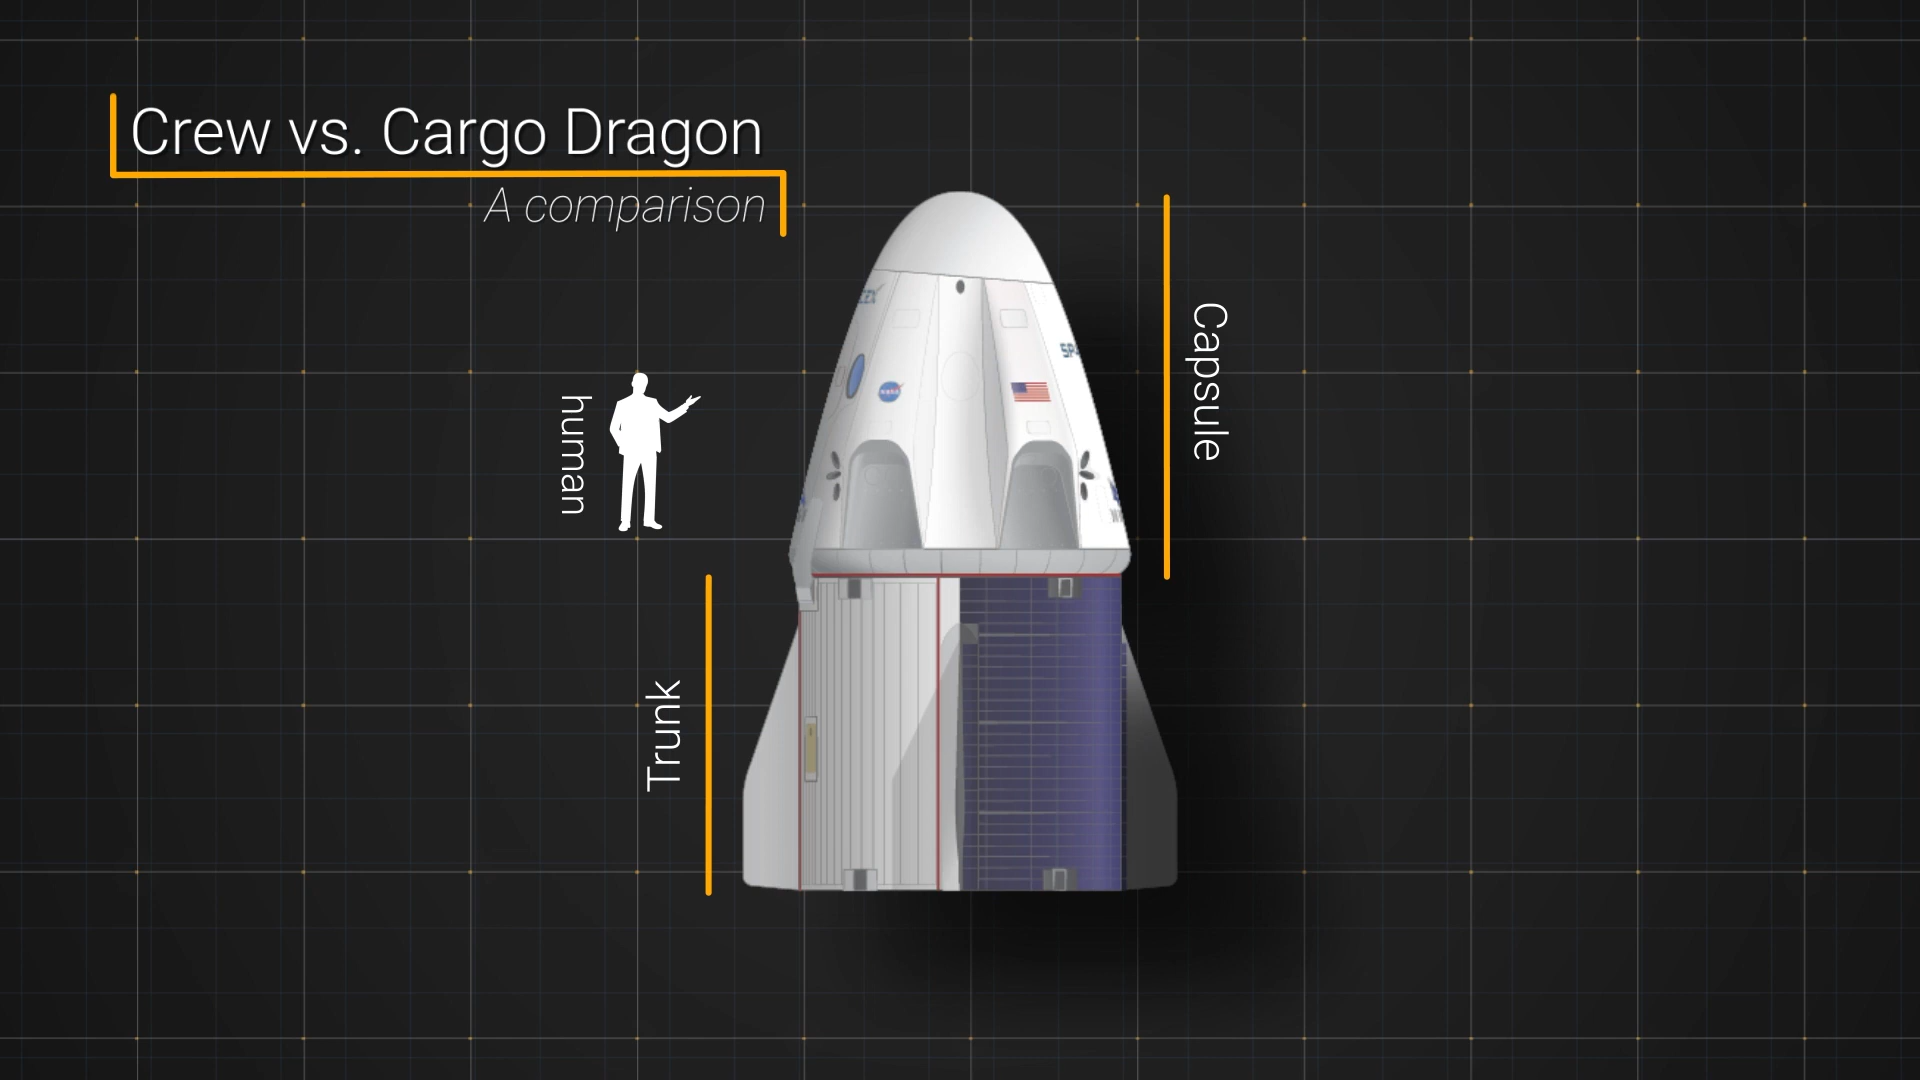 Crew vs. Cargo Dragon
A comparison
human
Capsule
Trunk